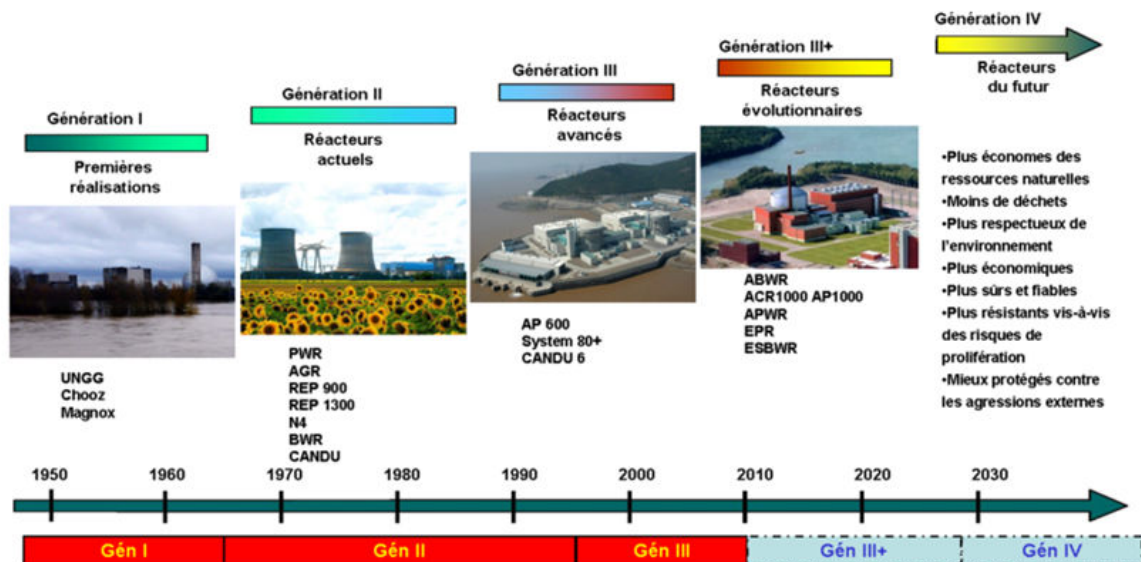 Génération I
Premières
réalisations
UNGG
Chooz
Magnox
Génération II
Réacteurs
actuels
PWR
AGR
REP 900
REP 1300
N4
BWR
CANDU
Génération III
Réacteurs
avancés
AP 600
System 80+
CANDU 6
Génération III+
Réacteurs
évolutionnaires
ABWR
ACR1000 AP1000
APWR
EPR
ESBWR
Génération IV
Réacteurs
du futur
•Plus économes des
ressources naturelles
•Moins de déchets
•Plus respectueux de
l'environnement
•Plus économiques
•Plus sûrs et fiables
•Plus résistants vis-à-vis
des risques de
prolifération
•Mieux protégés contre
les agressions externes
1950 1960 1970 1980 1990 2000 2010 2020 2030
Gén I Gén II Gén III Gén III+ Gén IV